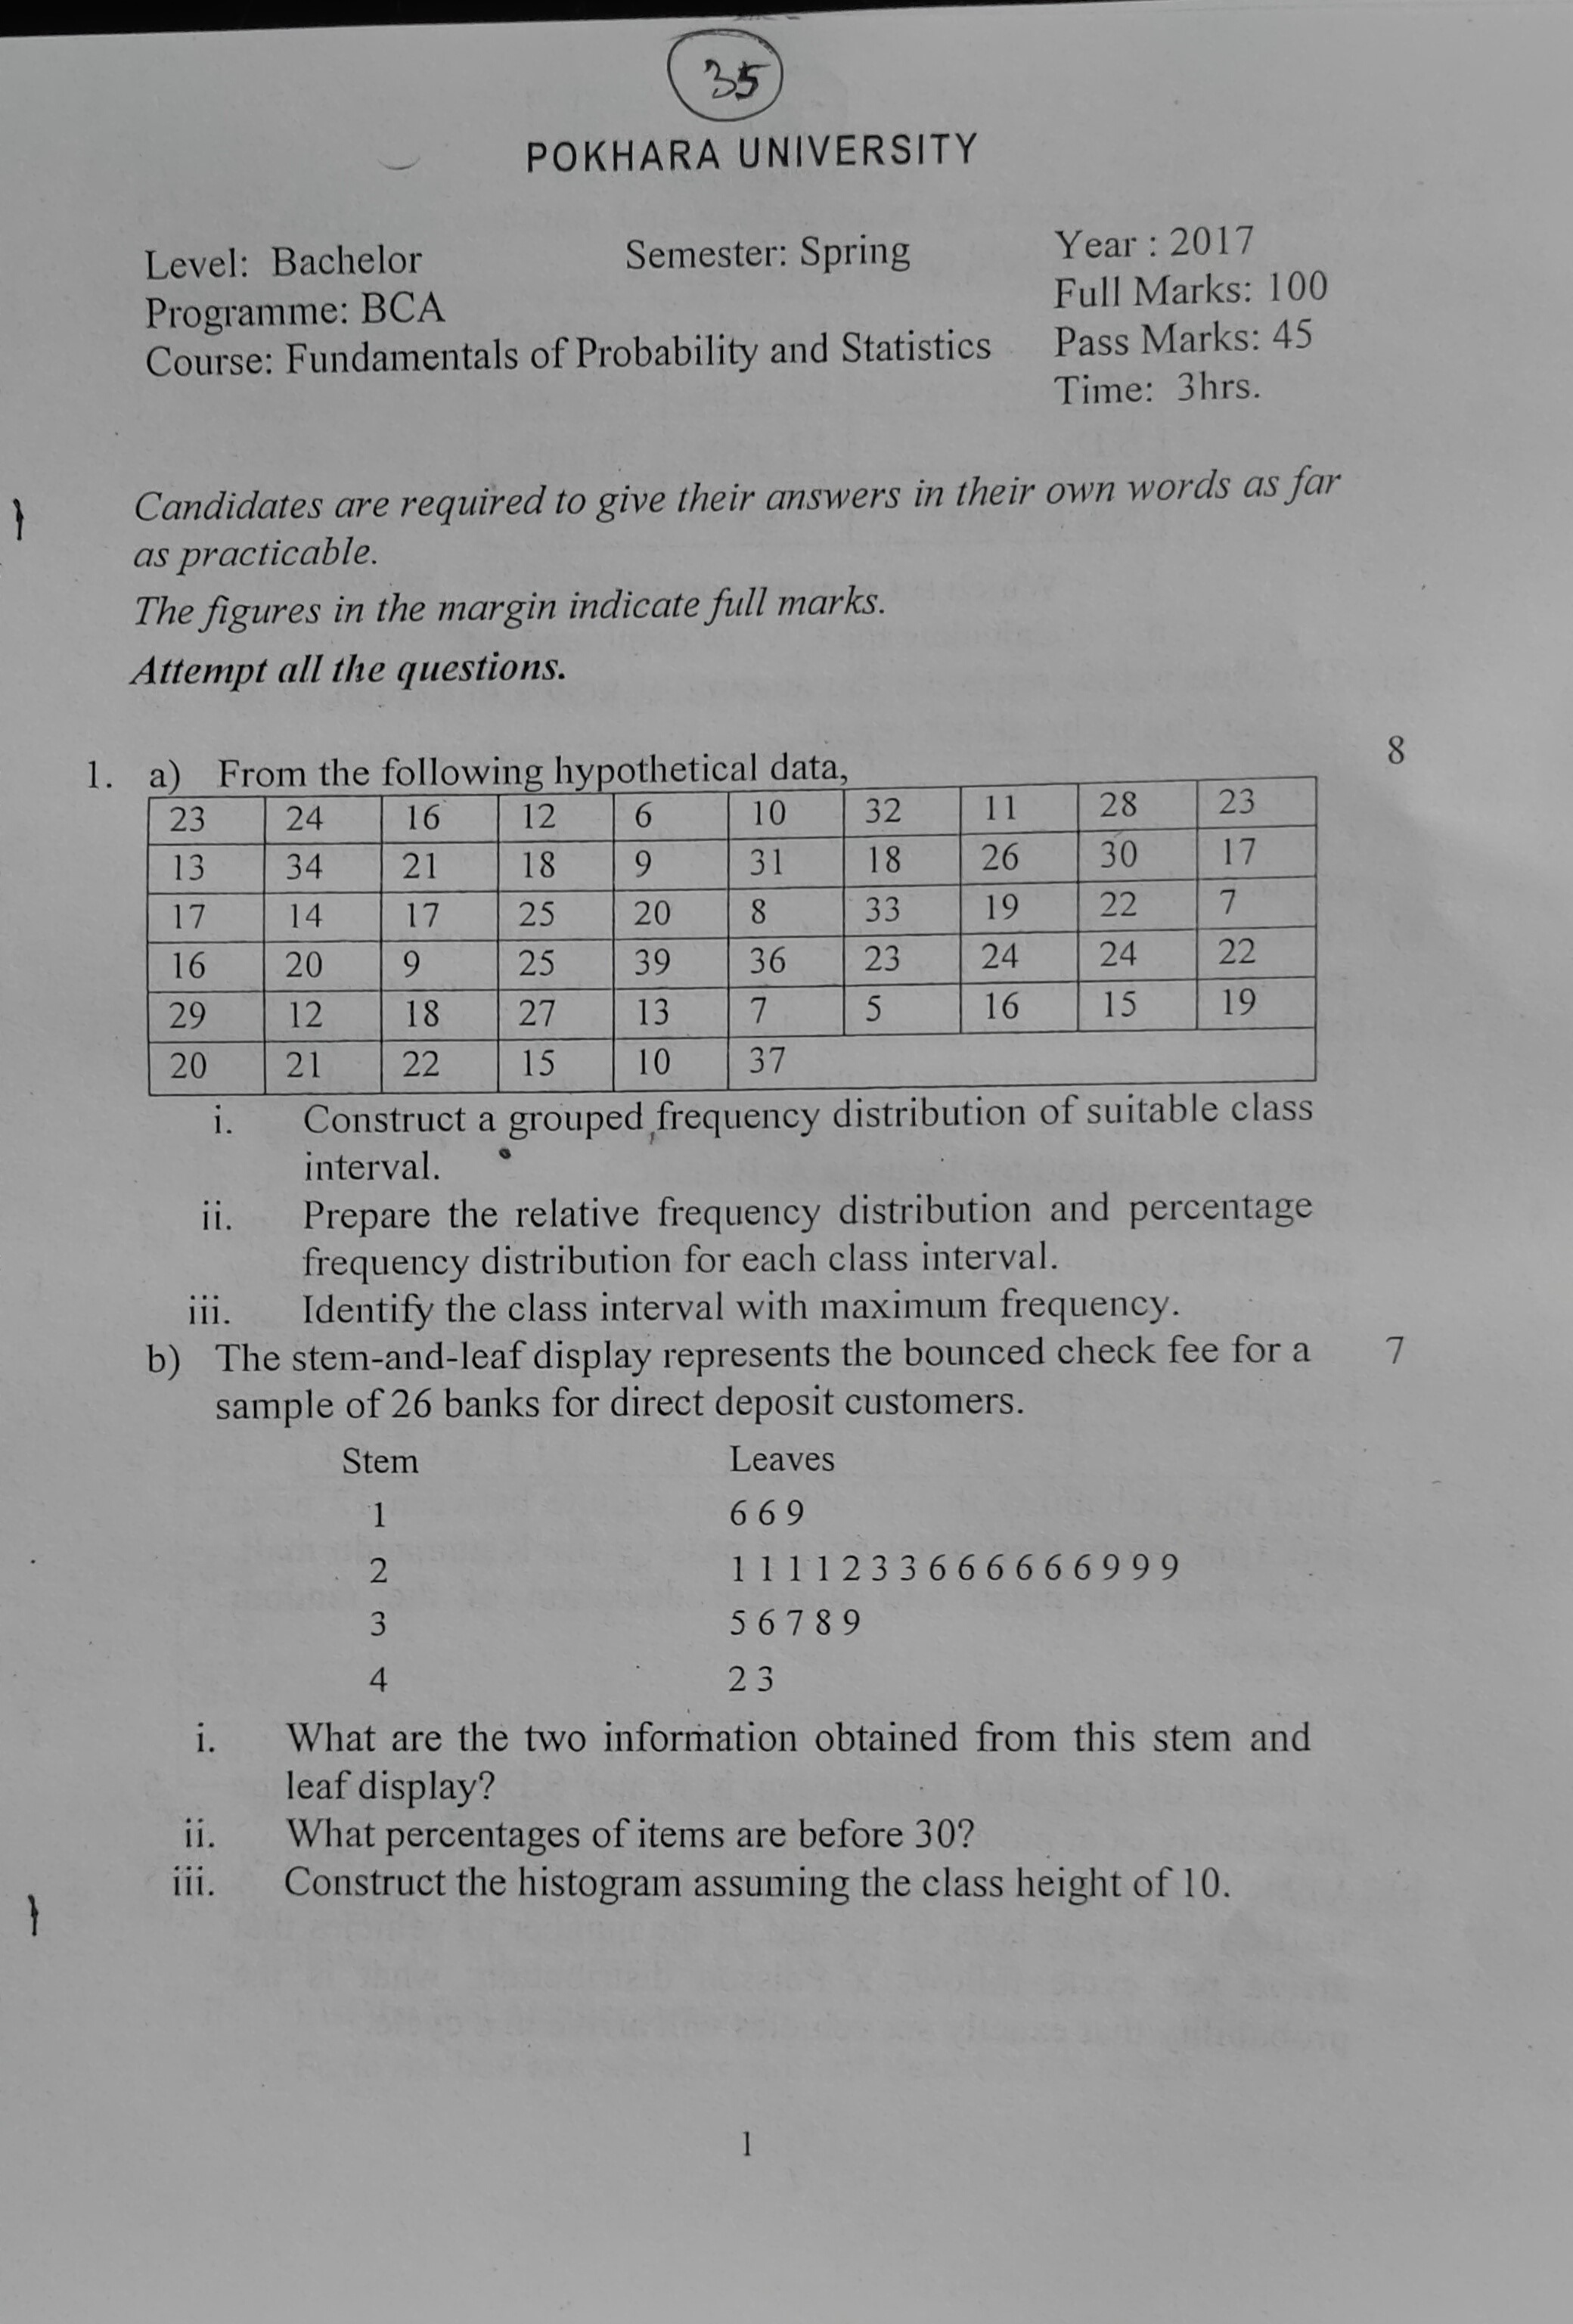 35
POKHARA UNIVERSITY
Level: Bachelor Semester: Spring Year : 2017
Programme: BCA Full Marks: 100
Course: Fundamentals of Probability and Statistics Pass Marks: 45
Time: 3hrs.
Candidates are required to give their answers in their own words as far
as practicable.
The figures in the margin indicate full marks.
Attempt all the questions.
1. a) From the following hypothetical data, 8
23 24 16 12 6 10 32 11 28 23
13 34 21 18 9 31 18 26 30 17
17 14 17 25 20 8 33 19 22 7
16 20 9 25 39 36 23 24 24 22
29 12 18 27 13 7 5 16 15 19
20 21 22 15 10 37
i. Construct a grouped frequency distribution of suitable class
interval.
ii. Prepare the relative frequency distribution and percentage
frequency distribution for each class interval.
iii. Identify the class interval with maximum frequency.
b) The stem-and-leaf display represents the bounced check fee for a 7
sample of 26 banks for direct deposit customers.
Stem Leaves
1 6 6 9
2 1 1 1 1 2 3 3 6 6 6 6 6 6 9 9 9
3 5 6 7 8 9
4 2 3
i. What are the two information obtained from this stem and
leaf display?
ii. What percentages of items are before 30?
iii. Construct the histogram assuming the class height of 10.
1